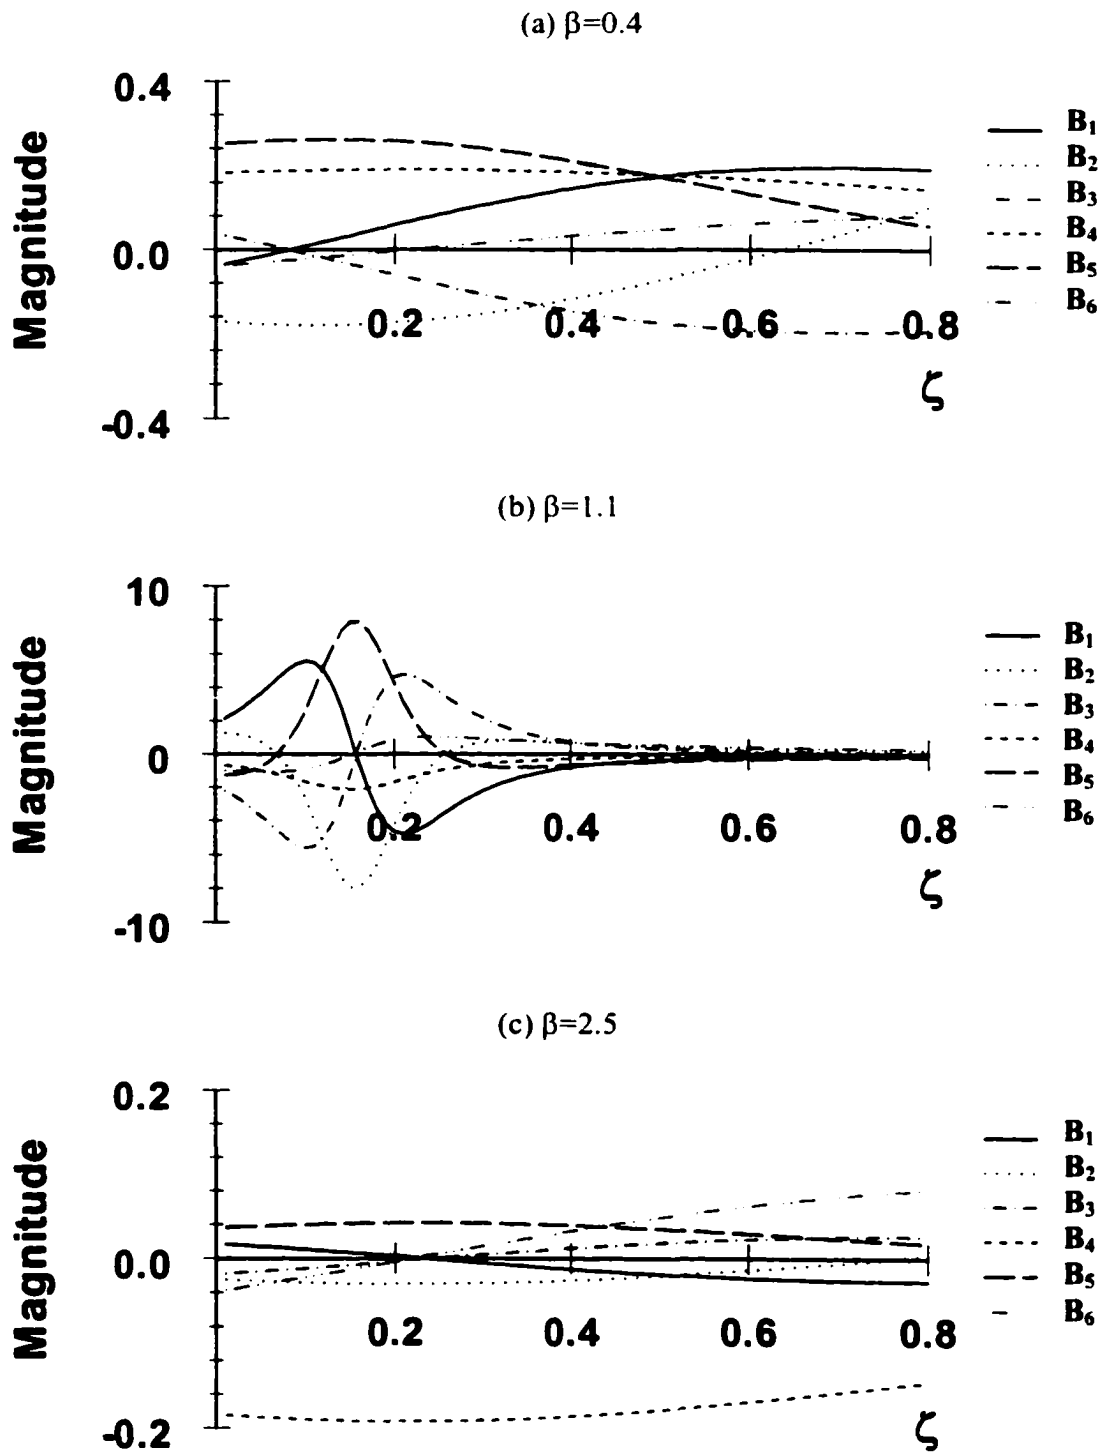 (a) β=0.4
Magnitude
0.4
0.0
-0.4
0.2
0.4
0.6
0.8
ζ
B₁
B₂
B₃
B₄
B₅
B₆
(b) β=1.1
Magnitude
10
0
-10
0.2
0.4
0.6
0.8
ζ
B₁
B₂
B₃
B₄
B₅
B₆
(c) β=2.5
Magnitude
0.2
0.0
-0.2
0.2
0.4
0.6
0.8
ζ
B₁
B₂
B₃
B₄
B₅
B₆